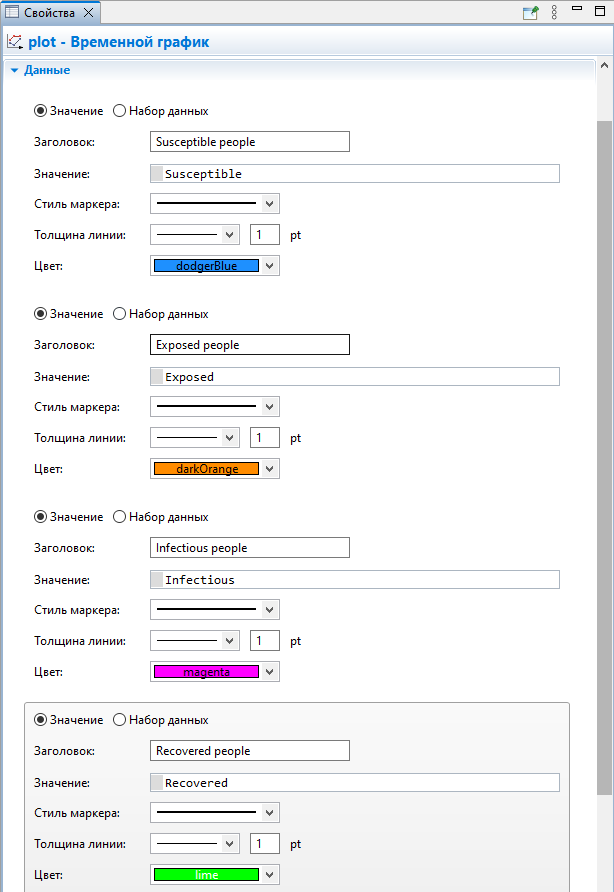 Свойства
plot - Временной график
Данные
Значение Набор данных
Заголовок: Susceptible people
Значение: Susceptible
Стиль маркера:
Толщина линии: 1 pt
Цвет: dodgerBlue
Значение Набор данных
Заголовок: Exposed people
Значение: Exposed
Стиль маркера:
Толщина линии: 1 pt
Цвет: darkOrange
Значение Набор данных
Заголовок: Infectious people
Значение: Infectious
Стиль маркера:
Толщина линии: 1 pt
Цвет: magenta
Значение Набор данных
Заголовок: Recovered people
Значение: Recovered
Стиль маркера:
Толщина линии: 1 pt
Цвет: lime